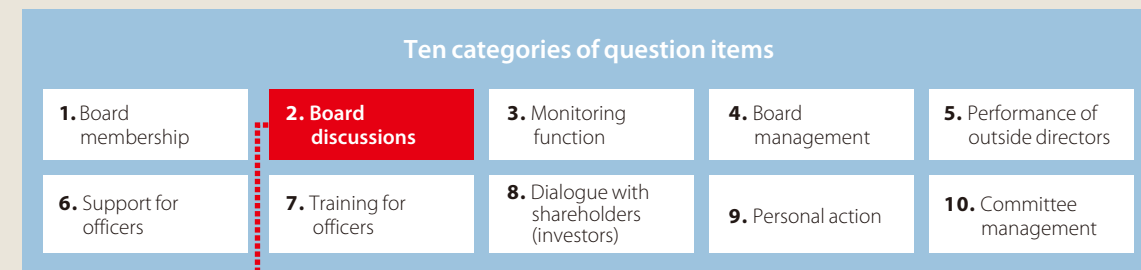 Ten categories of question items
1. Board
membership
2. Board
discussions
3. Monitoring
function
4. Board
management
5. Performance of
outside directors
6. Support for
officers
7. Training for
officers
8. Dialogue with
shareholders
(investors)
9. Personal action
10. Committee
management